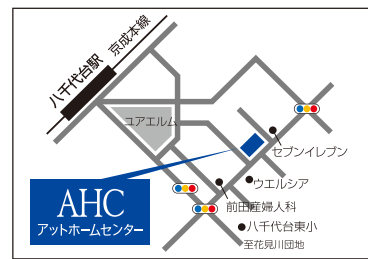 京成本線
八千代台駅
ユアエルム
セブンイレブン
ウエルシア
前田産婦人科
八千代台東小
至花見川団地
AHC
アットホームセンター